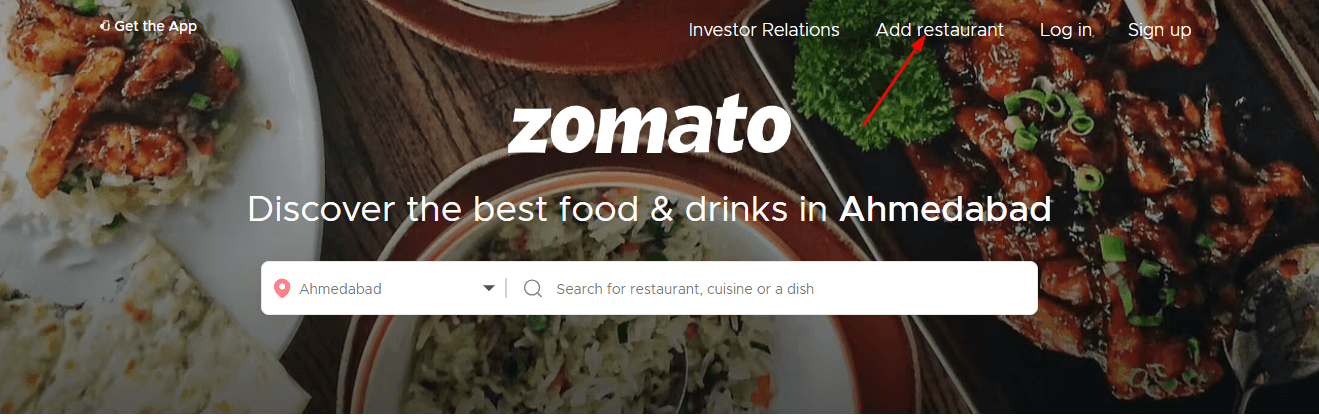 Get the App
Investor Relations
Add restaurant
Log in
Sign up
zomato
Discover the best food & drinks in Ahmedabad
Ahmedabad
Search for restaurant, cuisine or a dish